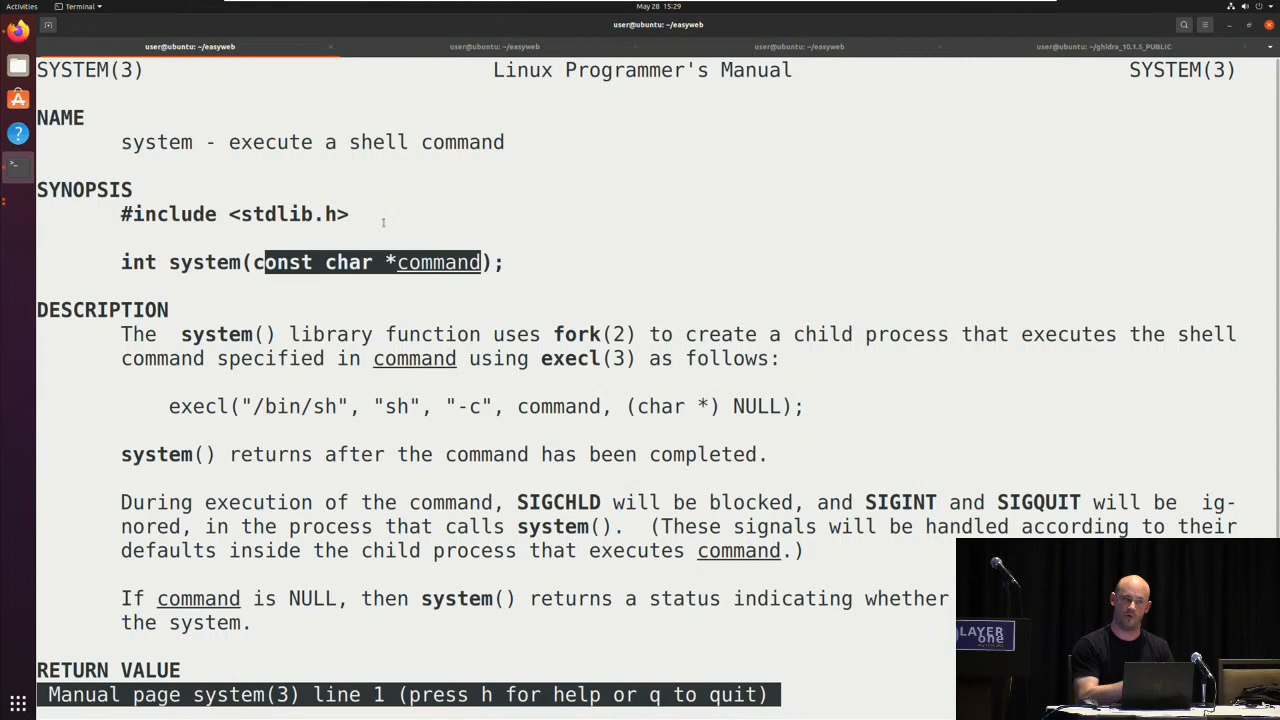 Activities
Terminal
May 28 15:29
user@ubuntu: ~/easyweb
user@ubuntu: ~/easyweb
user@ubuntu: ~/easyweb
user@ubuntu: ~/easyweb
user@ubuntu: ~/ghidra_10.1.5_PUBLIC
SYSTEM(3) Linux Programmer's Manual SYSTEM(3)
NAME
system - execute a shell command
SYNOPSIS
#include <stdlib.h>
int system(const char *command);
DESCRIPTION
The system() library function uses fork(2) to create a child process that executes the shell
command specified in command using execl(3) as follows:
execl("/bin/sh", "sh", "-c", command, (char *) NULL);
system() returns after the command has been completed.
During execution of the command, SIGCHLD will be blocked, and SIGINT and SIGQUIT will be ig-
nored, in the process that calls system(). (These signals will be handled according to their
defaults inside the child process that executes command.)
If command is NULL, then system() returns a status indicating whether
the system.
RETURN VALUE
Manual page system(3) line 1 (press h for help or q to quit)
LAYER
one